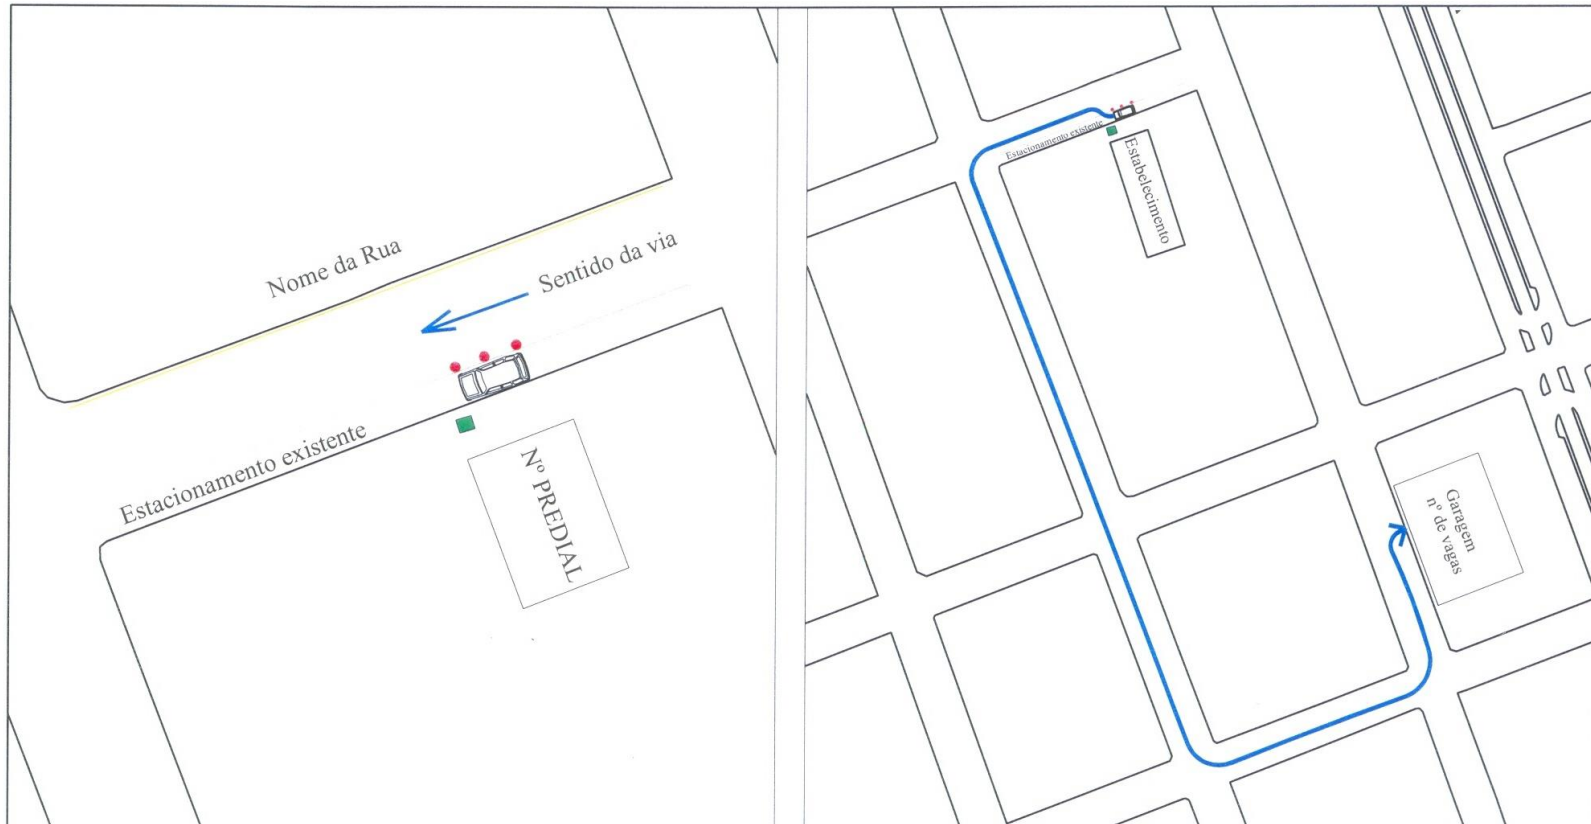 Nome da Rua
Sentido da via
Estacionamento existente
Nº PREDIAL
Estacionamento existente
Estabelecimento
Garagem
nº de vagas